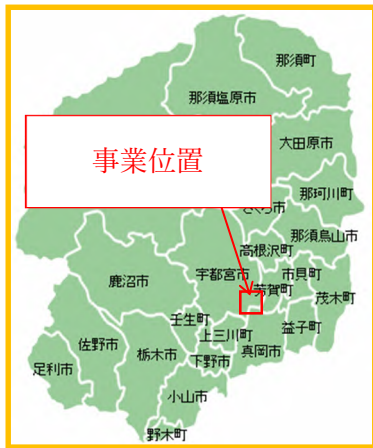 那須町
那須塩原市
大田原市
事業位置
那珂川町
さくら市
那須烏山市
高根沢町
宇都宮市
市貝町
鹿沼市
芳賀町
茂木町
壬生町
益子町
上三川町
真岡市
佐野市
栃木市
下野市
足利市
小山市
野木町